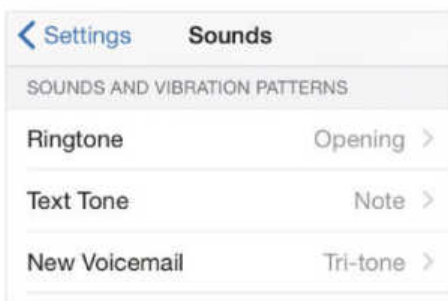 Settings Sounds
SOUNDS AND VIBRATION PATTERNS
Ringtone Opening
Text Tone Note
New Voicemail Tri-tone